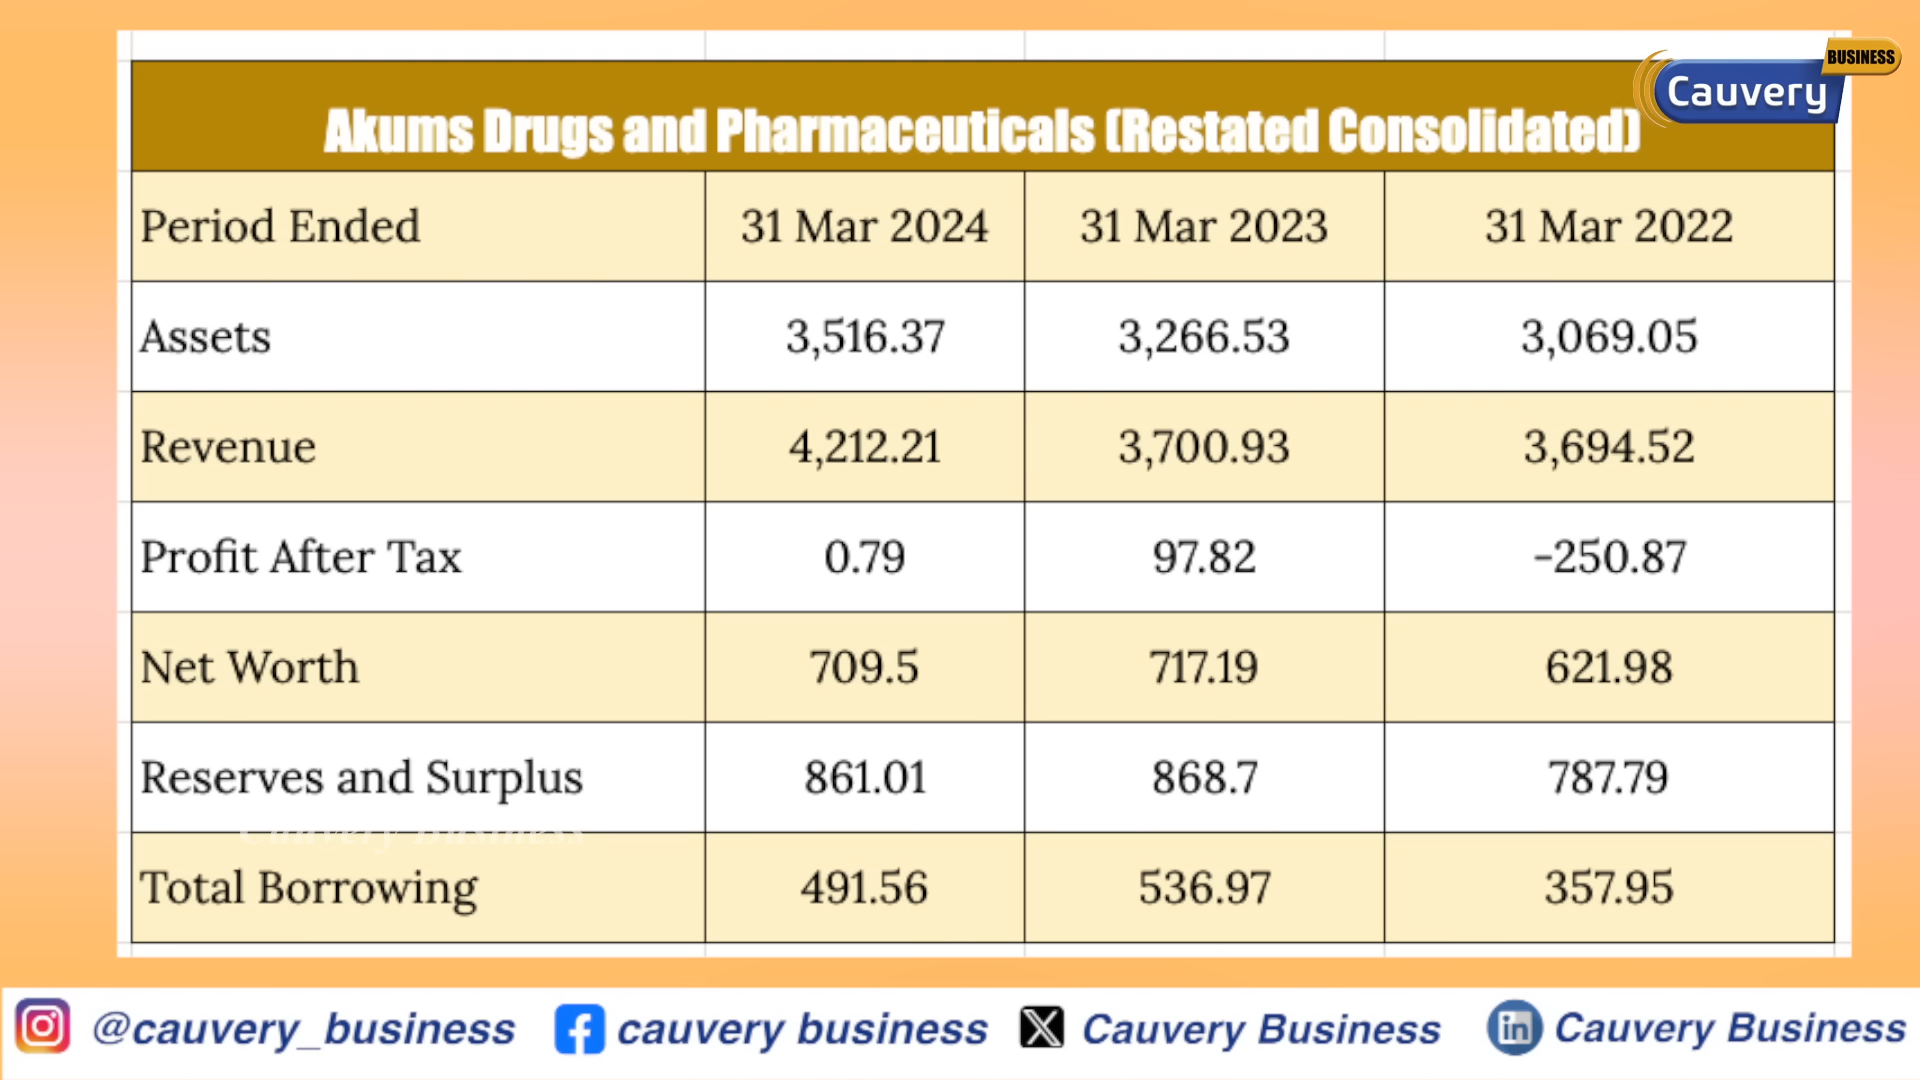 BUSINESS
Cauvery
Akums Drugs and Pharmaceuticals (Restated Consolidated)
Period Ended 31 Mar 2024 31 Mar 2023 31 Mar 2022
Assets 3,516.37 3,266.53 3,069.05
Revenue 4,212.21 3,700.93 3,694.52
Profit After Tax 0.79 97.82 -250.87
Net Worth 709.5 717.19 621.98
Reserves and Surplus 861.01 868.7 787.79
Cauvery Business
Total Borrowing 491.56 536.97 357.95
@cauvery_business cauvery business Cauvery Business Cauvery Business